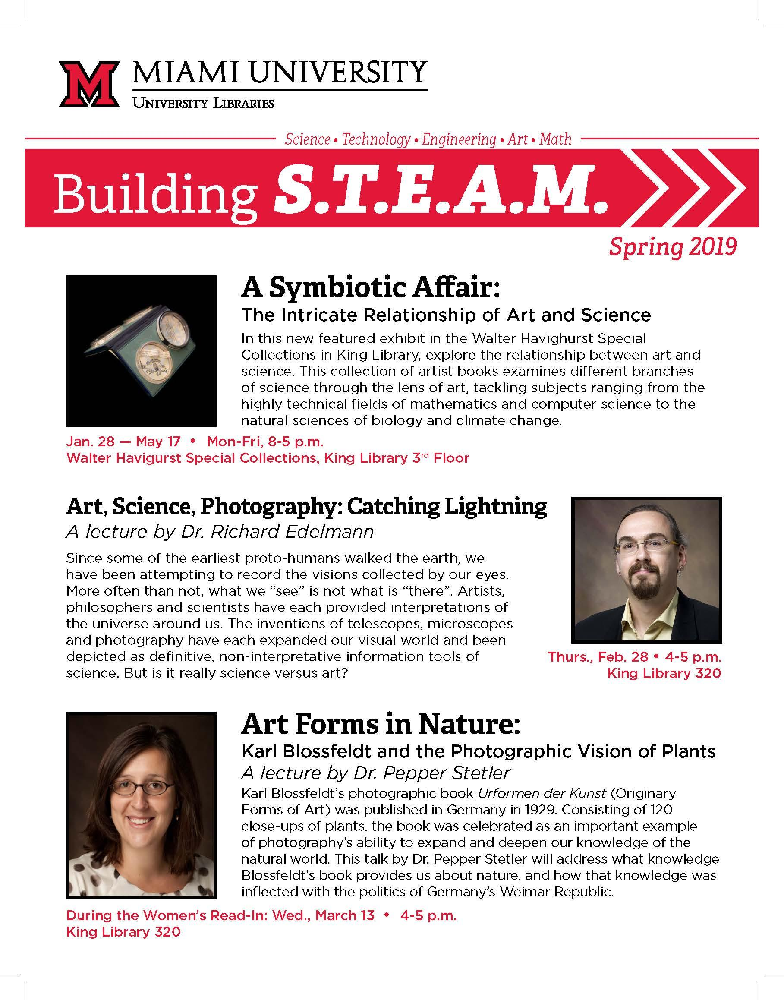 M MIAMI UNIVERSITY
UNIVERSITY LIBRARIES
Science • Technology • Engineering • Art • Math
Building S.T.E.A.M.
Spring 2019
A Symbiotic Affair:
The Intricate Relationship of Art and Science
In this new featured exhibit in the Walter Havighurst Special
Collections in King Library, explore the relationship between art and
science. This collection of artist books examines different branches
of science through the lens of art, tackling subjects ranging from the
highly technical fields of mathematics and computer science to the
natural sciences of biology and climate change.
Jan. 28 — May 17 • Mon-Fri, 8-5 p.m.
Walter Havigurst Special Collections, King Library 3rd Floor
Art, Science, Photography: Catching Lightning
A lecture by Dr. Richard Edelmann
Since some of the earliest proto-humans walked the earth, we
have been attempting to record the visions collected by our eyes.
More often than not, what we “see” is not what is “there”. Artists,
philosophers and scientists have each provided interpretations of
the universe around us. The inventions of telescopes, microscopes
and photography have each expanded our visual world and been
depicted as definitive, non-interpretative information tools of
science. But is it really science versus art?
Thurs., Feb. 28 • 4-5 p.m.
King Library 320
Art Forms in Nature:
Karl Blossfeldt and the Photographic Vision of Plants
A lecture by Dr. Pepper Stetler
Karl Blossfeldt’s photographic book Urformen der Kunst (Originary
Forms of Art) was published in Germany in 1929. Consisting of 120
close-ups of plants, the book was celebrated as an important example
of photography’s ability to expand and deepen our knowledge of the
natural world. This talk by Dr. Pepper Stetler will address what knowledge
Blossfeldt’s book provides us about nature, and how that knowledge was
inflected with the politics of Germany’s Weimar Republic.
During the Women’s Read-In: Wed., March 13 • 4-5 p.m.
King Library 320